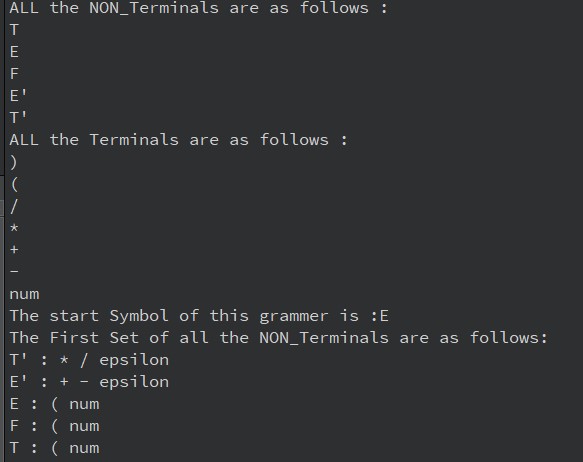 ALL the NON_Terminals are as follows :
T
E
F
E'
T'
ALL the Terminals are as follows :
)
(
/
*
+
-
num
The start Symbol of this grammer is :E
The First Set of all the NON_Terminals are as follows:
T' : * / epsilon
E' : + - epsilon
E : ( num
F : ( num
T : ( num